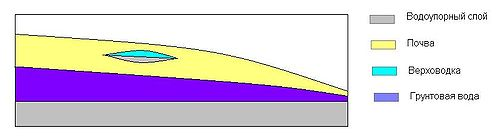 Водоупорный слой
Почва
Верховодка
Грунтовая вода